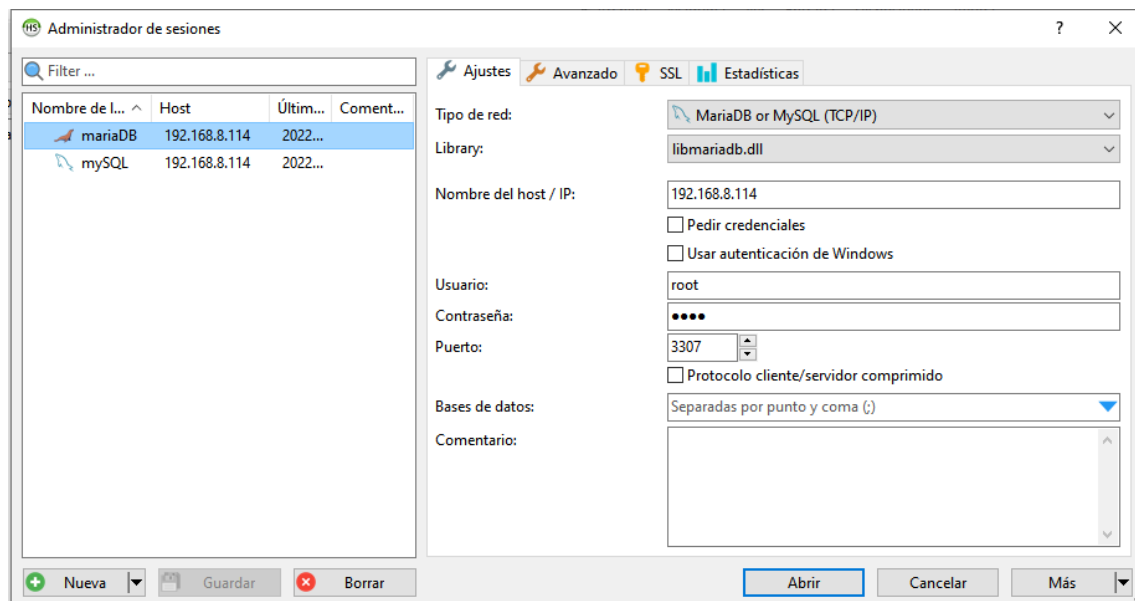 HS Administrador de sesiones
Filter ...
Nombre de l... Host Últim... Coment...
mariaDB 192.168.8.114 2022...
mySQL 192.168.8.114 2022...
Nueva Guardar Borrar
Ajustes Avanzado SSL Estadísticas
Tipo de red: MariaDB or MySQL (TCP/IP)
Library: libmariadb.dll
Nombre del host / IP: 192.168.8.114
Pedir credenciales
Usar autenticación de Windows
Usuario: root
Contraseña: ●●●●
Puerto: 3307
Protocolo cliente/servidor comprimido
Bases de datos: Separadas por punto y coma (;)
Comentario:
Abrir Cancelar Más